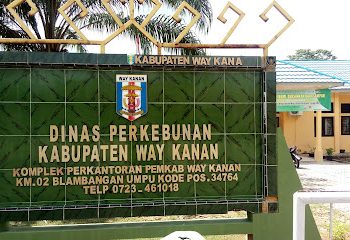 KABUPATEN WAY KANA
WAY KANAN
DINAS PERKEBUNAN
KABUPATEN WAY KANAN
KOMPLEK PERKANTORAN PEMKAB WAY KANAN
KM.02 BLAMBANGAN UMPU KODE POS. 34764
TELP 0723 - 461018